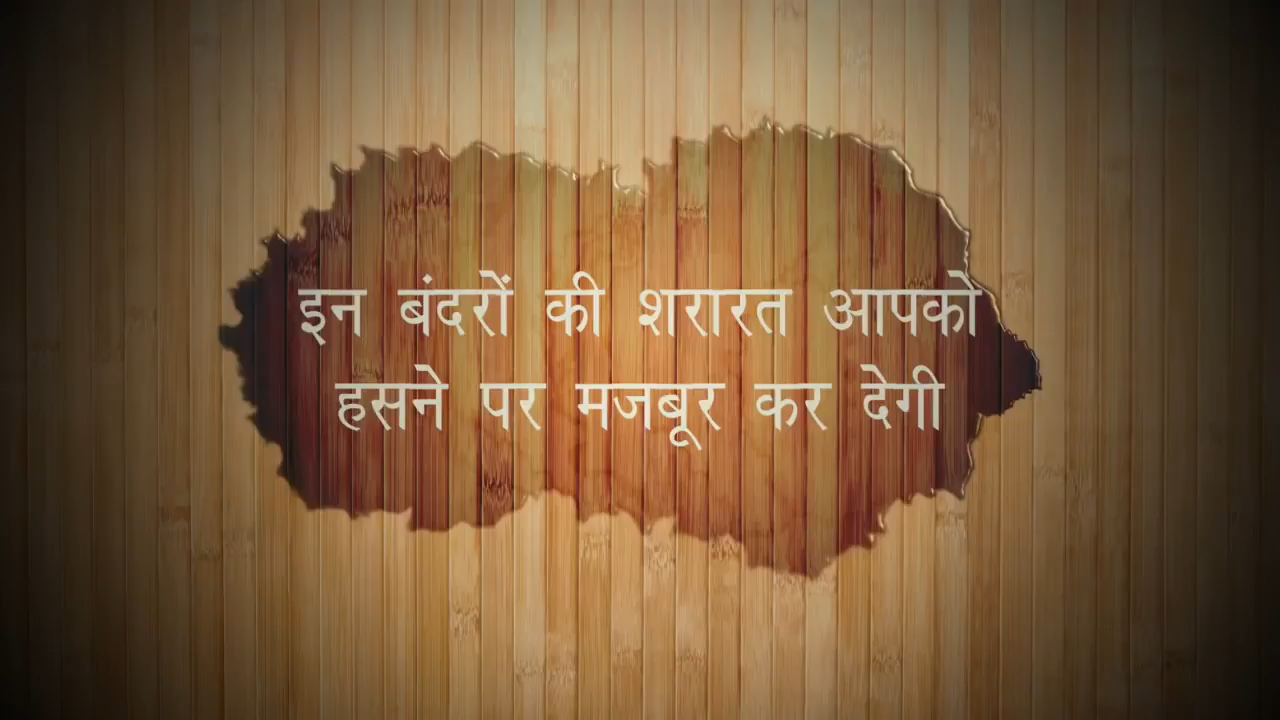 इन बंदरों की शरारत आपको
हसने पर मजबूर कर देगी